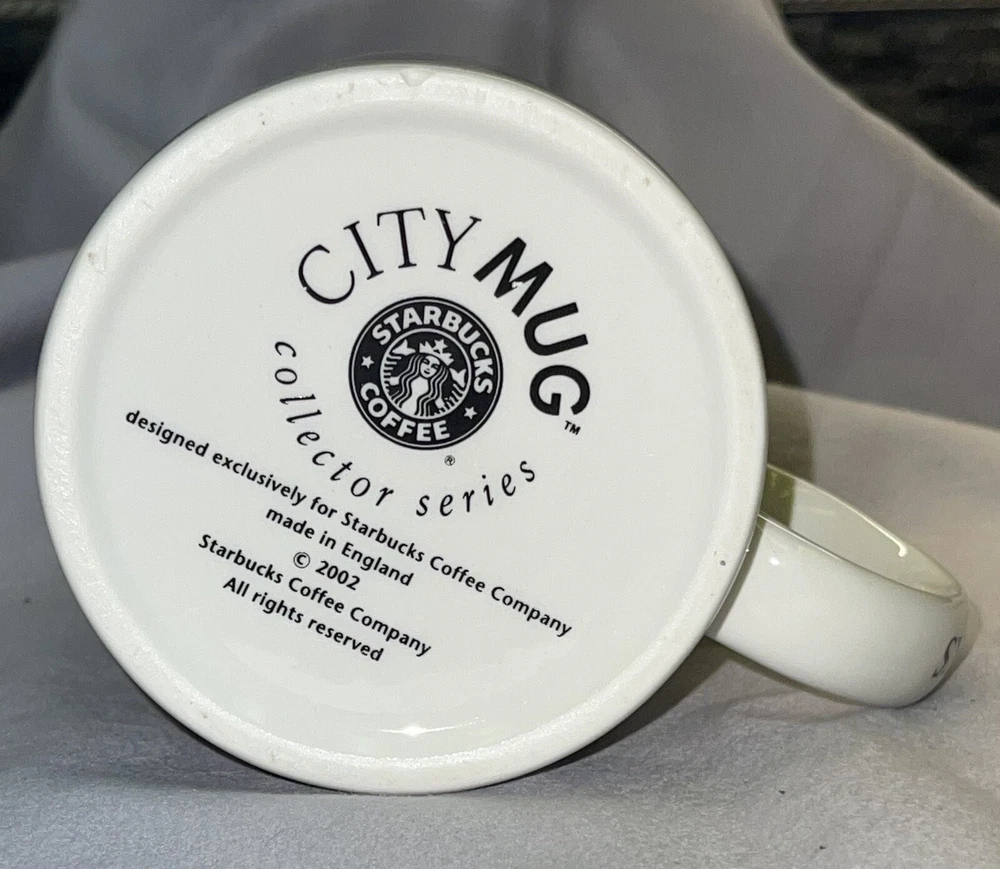 CITY MUG™
STARBUCKS
COFFEE
®
collector series
designed exclusively for Starbucks Coffee Company
made in England
© 2002
Starbucks Coffee Company
All rights reserved